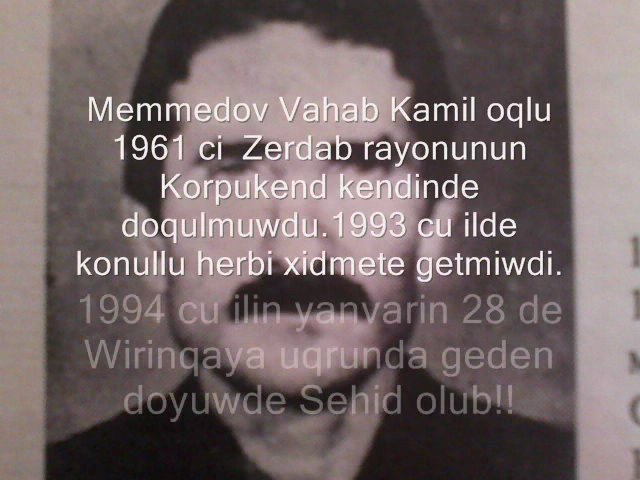 Memmedov Vahab Kamil oqlu
1961 ci Zerdab rayonunun
Korpukend kendinde
doqulmuwdu.1993 cu ilde
konullu herbi xidmete getmiwdi.
1994 cu ilin yanvarin 28 de
Wirinqaya uqrunda geden
doyuwde Sehid olub!!